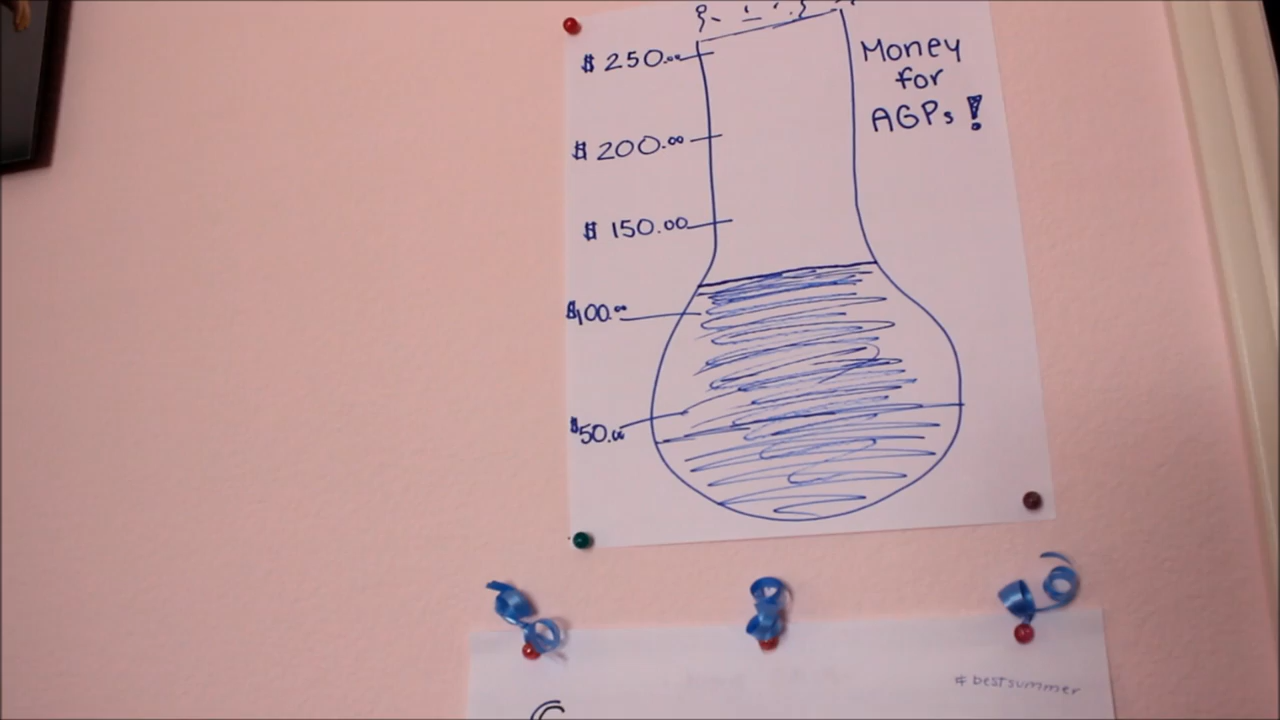 $ 250.00
Money
for
AGPs!
$ 200.00
$ 150.00
$100.00
$50.00
#bestsummer